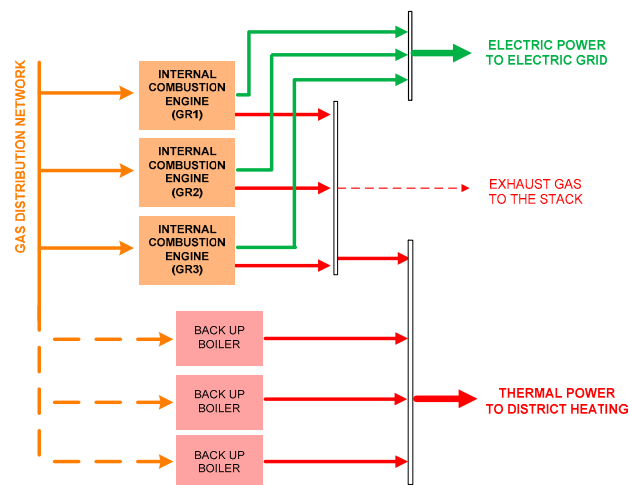 GAS DISTRIBUTION NETWORK
INTERNAL
COMBUSTION
ENGINE
(GR1)
INTERNAL
COMBUSTION
ENGINE
(GR2)
INTERNAL
COMBUSTION
ENGINE
(GR3)
BACK UP
BOILER
BACK UP
BOILER
BACK UP
BOILER
ELECTRIC POWER
TO ELECTRIC GRID
EXHAUST GAS
TO THE STACK
THERMAL POWER
TO DISTRICT HEATING